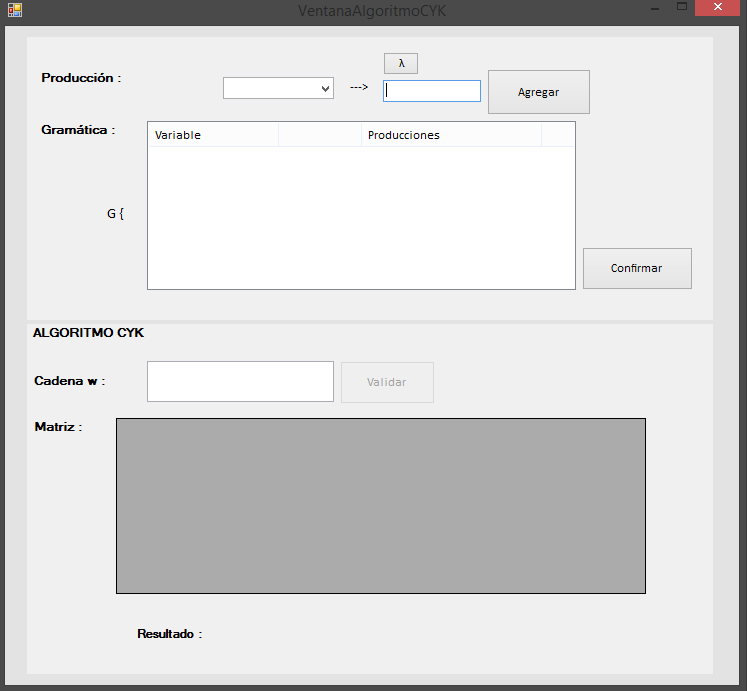 VentanaAlgoritmoCYK
λ
Producción :
--->
Agregar
Gramática :
Variable
Producciones
G {
Confirmar
ALGORITMO CYK
Cadena w :
Validar
Matriz :
Resultado :